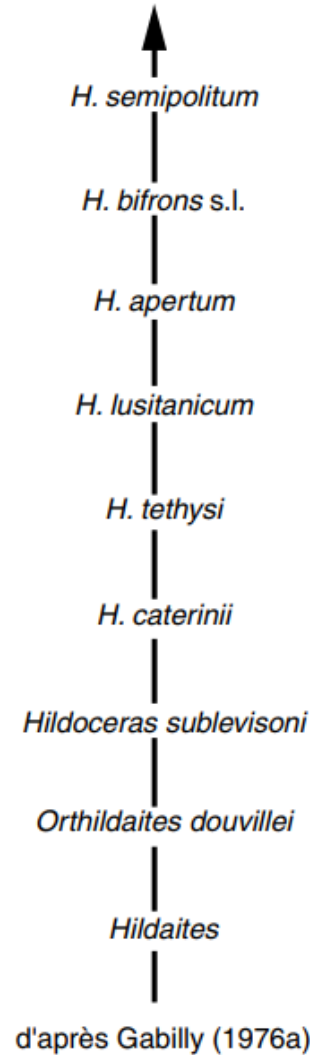 H. semipolitum
H. bifrons s.l.
H. apertum
H. lusitanicum
H. tethysi
H. caterinii
Hildoceras sublevisoni
Orthildaites douvillei
Hildaites
d'après Gabilly (1976a)